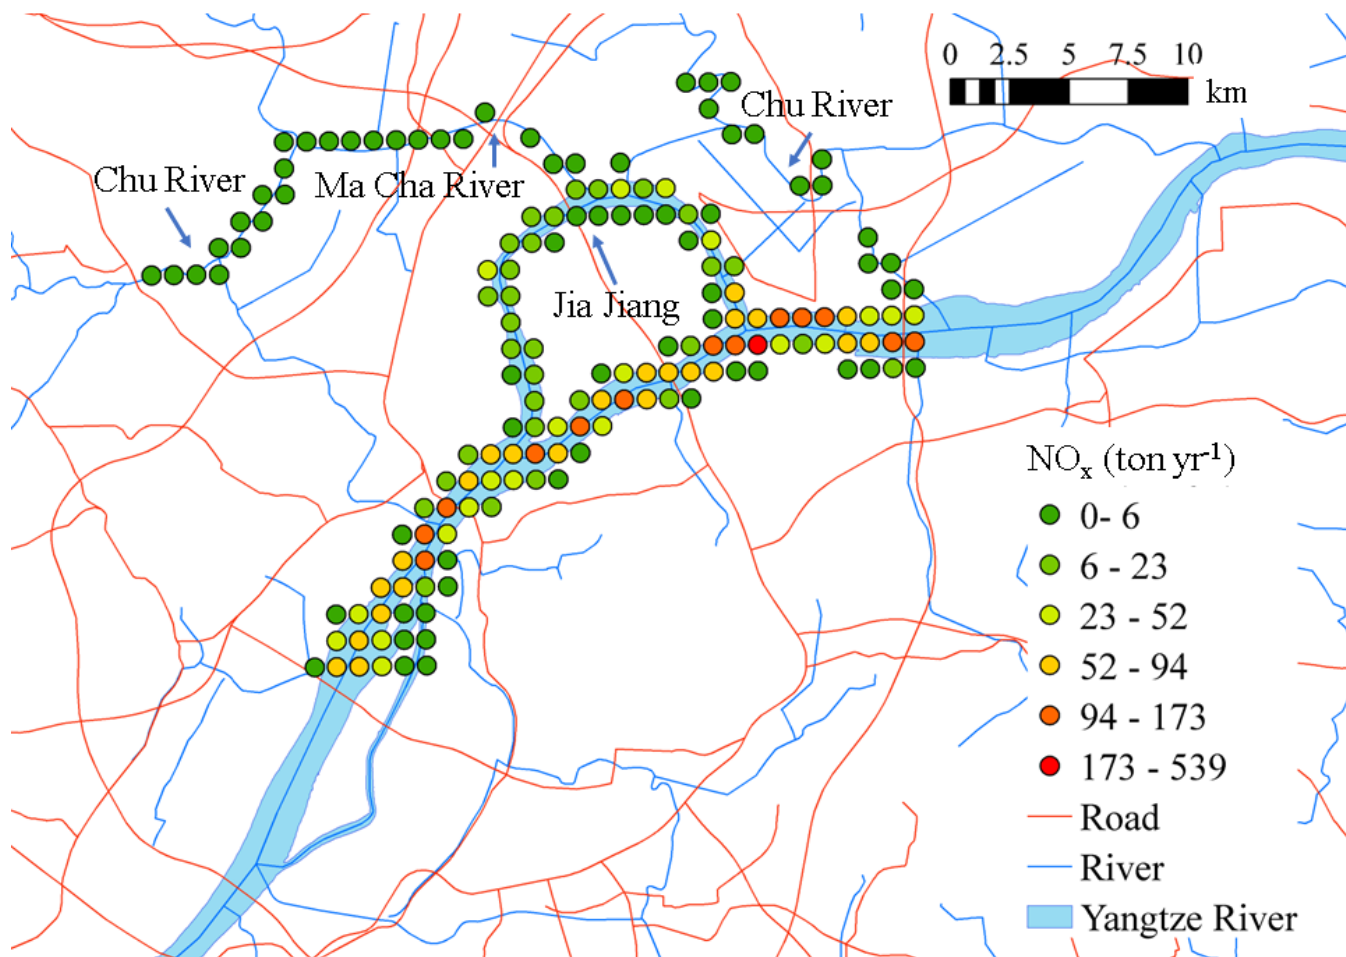 0 2.5 5 7.5 10
km
Chu River
Chu River
Ma Cha River
Jia Jiang
NOx (ton yr-1)
0- 6
6 - 23
23 - 52
52 - 94
94 - 173
173 - 539
Road
River
Yangtze River